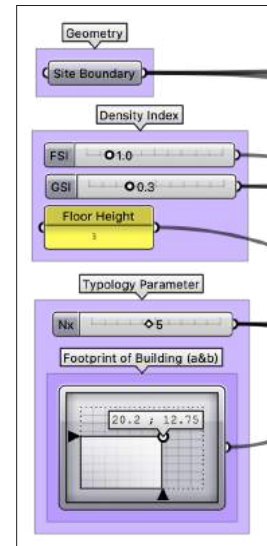 Geometry
Site Boundary
Density Index
FSI 1.0
GSI 0.3
Floor Height
3
Typology Parameter
Nx 5
Footprint of Building (a&b)
20.2 ; 12.75